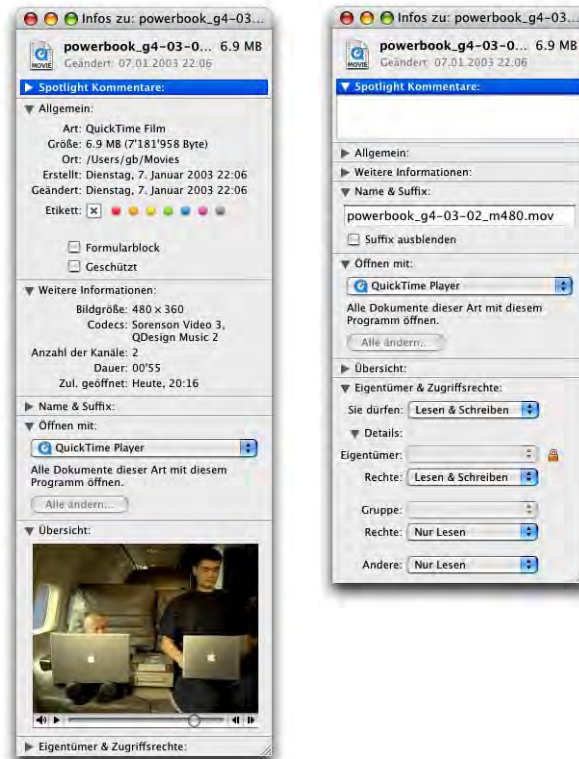 Infos zu: powerbook_g4-03...
MOVIE
powerbook_g4-03-0... 6.9 MB
Geändert: 07.01.2003 22:06
Spotlight Kommentare:
Allgemein:
Art: QuickTime Film
Größe: 6.9 MB (7'181'958 Byte)
Ort: /Users/gb/Movies
Erstellt: Dienstag, 7. Januar 2003 22:06
Geändert: Dienstag, 7. Januar 2003 22:06
Etikett:
Formularblock
Geschützt
Weitere Informationen:
Bildgröße: 480 × 360
Codecs: Sorenson Video 3,
QDesign Music 2
Anzahl der Kanäle: 2
Dauer: 00'55
Zul. geöffnet: Heute, 20:16
Name & Suffix:
Öffnen mit:
QuickTime Player
Alle Dokumente dieser Art mit diesem
Programm öffnen.
Alle ändern...
Übersicht:
Eigentümer & Zugriffsrechte:
Infos zu: powerbook_g4-03...
MOVIE
powerbook_g4-03-0... 6.9 MB
Geändert: 07.01.2003 22:06
Spotlight Kommentare:
Allgemein:
Weitere Informationen:
Name & Suffix:
powerbook_g4-03-02_m480.mov
Suffix ausblenden
Öffnen mit:
QuickTime Player
Alle Dokumente dieser Art mit diesem
Programm öffnen.
Alle ändern...
Übersicht:
Eigentümer & Zugriffsrechte:
Sie dürfen: Lesen & Schreiben
Details:
Eigentümer:
Rechte: Lesen & Schreiben
Gruppe:
Rechte: Nur Lesen
Andere: Nur Lesen